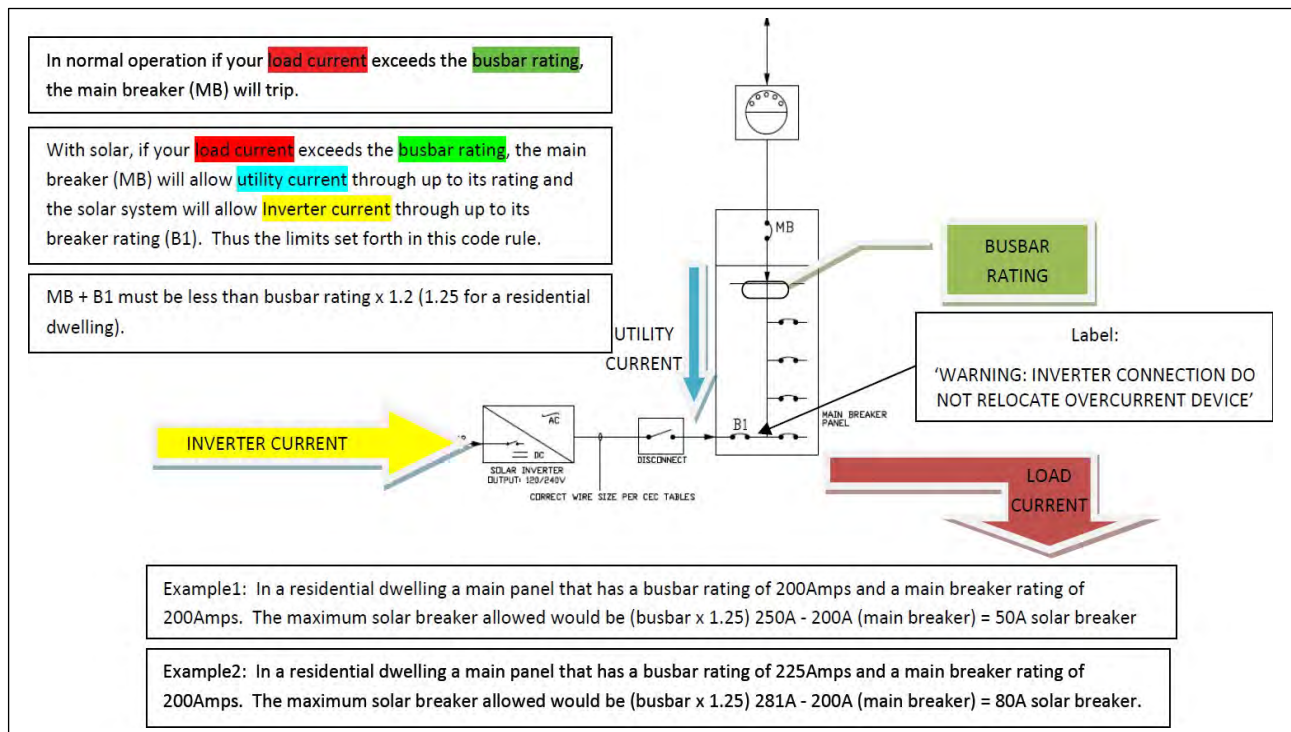 In normal operation if your load current exceeds the busbar rating,
the main breaker (MB) will trip.
With solar, if your load current exceeds the busbar rating, the main
breaker (MB) will allow utility current through up to its rating and
the solar system will allow Inverter current through up to its
breaker rating (B1). Thus the limits set forth in this code rule.
MB + B1 must be less than busbar rating x 1.2 (1.25 for a residential
dwelling).
MB
BUSBAR
RATING
UTILITY
CURRENT
Label:
‘WARNING: INVERTER CONNECTION DO
NOT RELOCATE OVERCURRENT DEVICE’
MAIN BREAKER
PANEL
B1
INVERTER CURRENT
AC
DC
SOLAR INVERTER
OUTPUT: 120/240V
DISCONNECT
CORRECT WIRE SIZE PER CEC TABLES
LOAD
CURRENT
Example1: In a residential dwelling a main panel that has a busbar rating of 200Amps and a main breaker rating of
200Amps. The maximum solar breaker allowed would be (busbar x 1.25) 250A - 200A (main breaker) = 50A solar breaker
Example2: In a residential dwelling a main panel that has a busbar rating of 225Amps and a main breaker rating of
200Amps. The maximum solar breaker allowed would be (busbar x 1.25) 281A - 200A (main breaker) = 80A solar breaker.